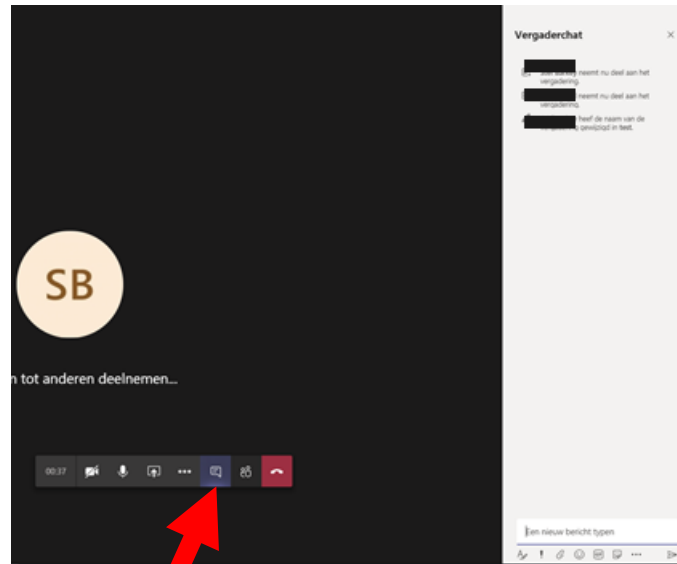 Vergaderchat
neemt nu deel aan het
vergadering.
neemt nu deel aan het
vergadering.
heef de naam van de
gewijzigd in test.
SB
tot anderen deelnemen...
00:37
Een nieuw bericht typen